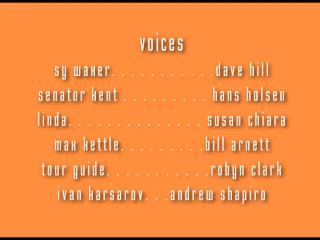 voices
sy waxer. . . . . . . . . . .dave hill
senator kent . . . . . . . . . hans holsen
linda. . . . . . . . . . . . . . susan chiara
max kettle. . . . . . . . .bill arnett
tour guide. . . . . . . . . . .robyn clark
ivan karsarov. . .andrew shapiro